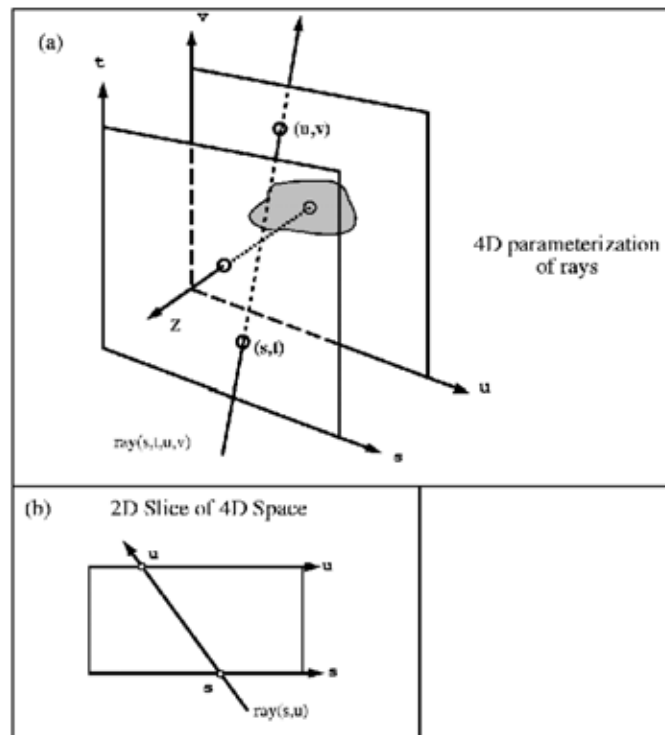 (a)
v
t
(u,v)
4D parameterization
of rays
Z
(s,t)
u
ray(s,t,u,v)
s
(b) 2D Slice of 4D Space
u
u
s
s
ray(s,u)